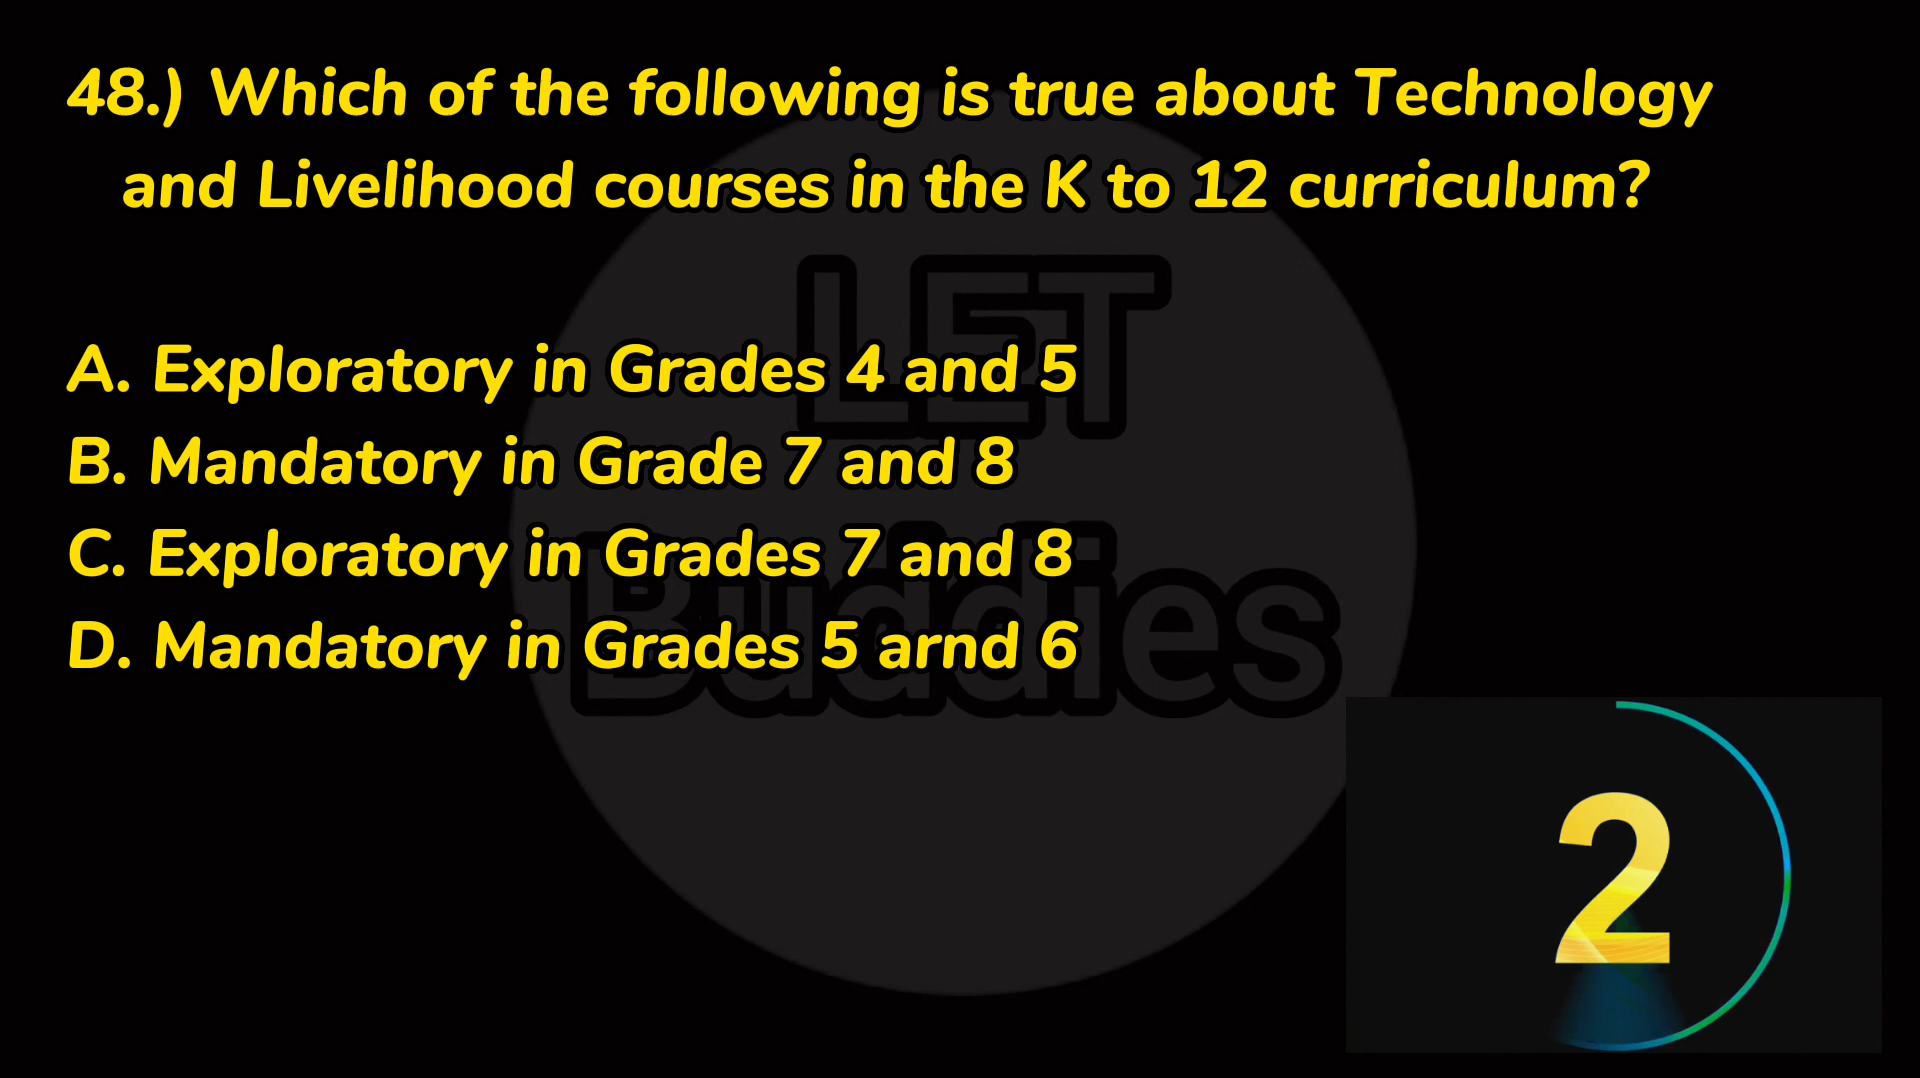 48.) Which of the following is true about Technology
and Livelihood courses in the K to 12 curriculum?
LET
A. Exploratory in Grades 4 and 5
B. Mandatory in Grade 7 and 8
C. Exploratory in Grades 7 and 8
Buddies
D. Mandatory in Grades 5 arnd 6
2